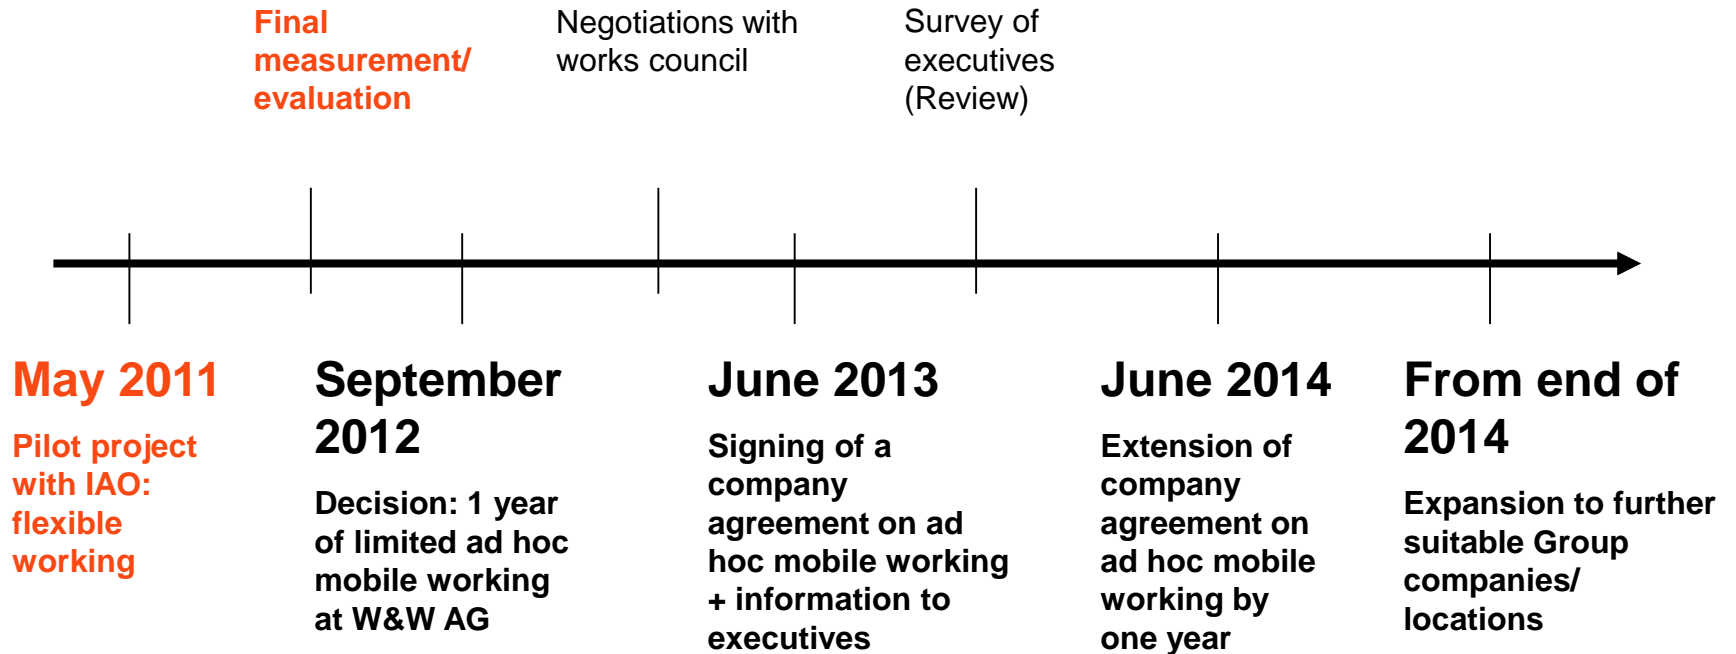 Final
measurement/
evaluation
Negotiations with
works council
Survey of
executives
(Review)
May 2011
Pilot project
with IAO:
flexible
working
September
2012
Decision: 1 year
of limited ad hoc
mobile working
at W&W AG
June 2013
Signing of a
company
agreement on ad
hoc mobile working
+ information to
executives
June 2014
Extension of
company
agreement on
ad hoc mobile
working by
one year
From end of
2014
Expansion to further
suitable Group
companies/
locations